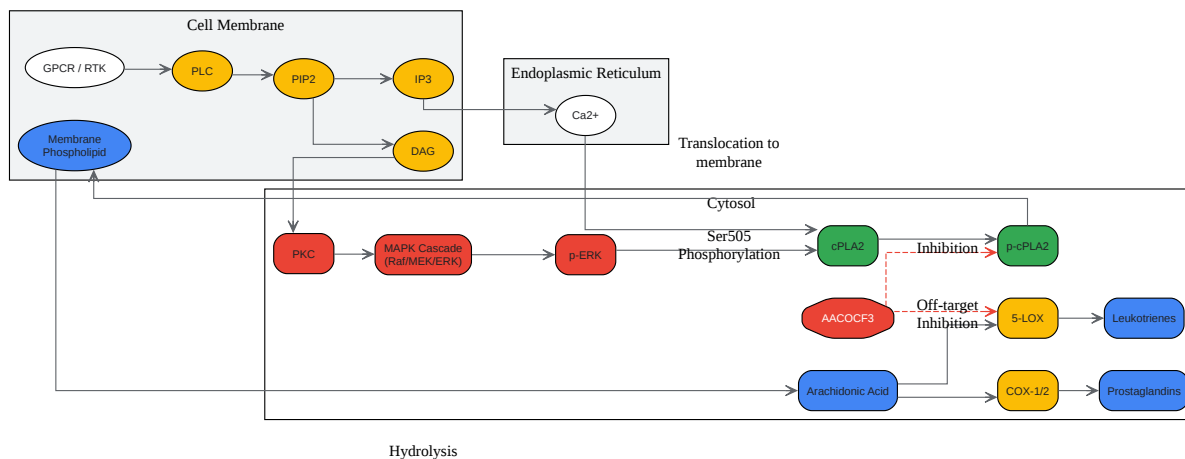 Cell Membrane
GPCR / RTK
PLC
PIP2
IP3
Endoplasmic Reticulum
Ca2+
Membrane
Phospholipid
DAG
Translocation to
membrane
Cytosol
PKC
MAPK Cascade
(Raf/MEK/ERK)
p-ERK
Ser505
Phosphorylation
cPLA2
Inhibition
p-cPLA2
AACOCF3
Off-target
Inhibition
5-LOX
Leukotrienes
Arachidonic Acid
COX-1/2
Prostaglandins
Hydrolysis